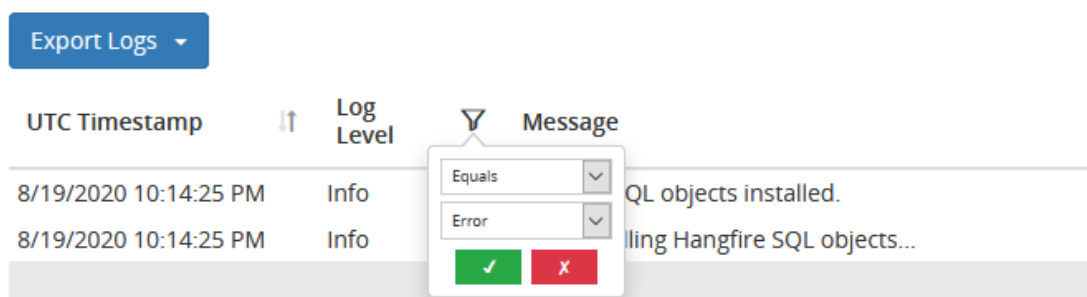 Export Logs
UTC Timestamp Log Level Message
Equals
8/19/2020 10:14:25 PM Info QL objects installed.
Error
8/19/2020 10:14:25 PM Info lling Hangfire SQL objects...